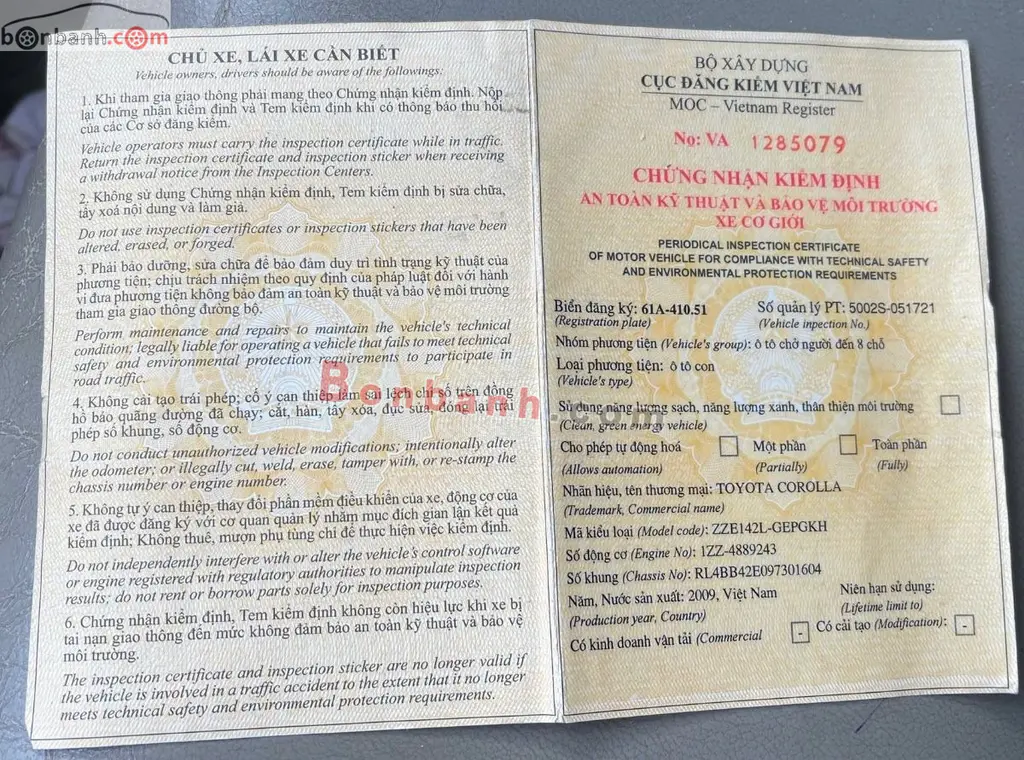 bonbanh.com
CHỦ XE, LÁI XE CẦN BIẾT
Vehicle owners, drivers should be aware of the followings:
1. Khi tham gia giao thông phải mang theo Chứng nhận kiểm định. Nộp
lại Chứng nhận kiểm định và Tem kiểm định khi có thông báo thu hồi
của các Cơ sở đăng kiểm.
Vehicle operators must carry the inspection certificate while in traffic.
Return the inspection certificate and inspection sticker when receiving
a withdrawal notice from the Inspection Centers.
2. Không sử dụng Chứng nhận kiểm định, Tem kiểm định bị sửa chữa,
tẩy xoá nội dung và làm giả.
Do not use inspection certificates or inspection stickers that have been
altered, erased, or forged.
3. Phải bảo dưỡng, sửa chữa để bảo đảm duy trì tình trạng kỹ thuật của
phương tiện; chịu trách nhiệm theo quy định của pháp luật đối với hành
vi đưa phương tiện không bảo đảm an toàn kỹ thuật và bảo vệ môi trường
tham gia giao thông đường bộ.
Perform maintenance and repairs to maintain the vehicle's technical
condition; legally liable for operating a vehicle that fails to meet technical
safety and environmental protection requirements to participate in
road traffic.
4. Không cải tạo trái phép; cố ý can thiệp làm sai lệch chỉ số trên đồng
hồ báo quãng đường đã chạy; cắt, hàn, tẩy xóa, đục sửa, đóng lại trái
phép số khung, số động cơ.
Do not conduct unauthorized vehicle modifications; intentionally alter
the odometer; or illegally cut, weld, erase, tamper with, or re-stamp the
chassis number or engine number.
5. Không tự ý can thiệp, thay đổi phần mềm điều khiển của xe, động cơ của
xe đã được đăng ký với cơ quan quản lý nhằm mục đích gian lận kết quả
kiểm định; Không thuê, mượn phụ tùng chỉ để thực hiện việc kiểm định.
Do not independently interfere with or alter the vehicle's control software
or engine registered with regulatory authorities to manipulate inspection
results; do not rent or borrow parts solely for inspection purposes.
6. Chứng nhận kiểm định, Tem kiểm định không còn hiệu lực khi xe bị
tai nạn giao thông đến mức không đảm bảo an toàn kỹ thuật và bảo vệ
môi trường.
The inspection certificate and inspection sticker are no longer valid if
the vehicle is involved in a traffic accident to the extent that it no longer
meets technical safety and environmental protection requirements.
BỘ XÂY DỰNG
CỤC ĐĂNG KIỂM VIỆT NAM
MOC – Vietnam Register
No: VA 1285079
CHỨNG NHẬN KIỂM ĐỊNH
AN TOÀN KỸ THUẬT VÀ BẢO VỆ MÔI TRƯỜNG
XE CƠ GIỚI
PERIODICAL INSPECTION CERTIFICATE
OF MOTOR VEHICLE FOR COMPLIANCE WITH TECHNICAL SAFETY
AND ENVIRONMENTAL PROTECTION REQUIREMENTS
Biển đăng ký: 61A-410.51 Số quản lý PT: 5002S-051721
(Registration plate) (Vehicle inspection No.)
Nhóm phương tiện (Vehicle's group): ô tô chở người đến 8 chỗ
Loại phương tiện: ô tô con
(Vehicle's type)
Sử dụng năng lượng sạch, năng lượng xanh, thân thiện môi trường
(Clean, green energy vehicle)
Cho phép tự động hoá Một phần Toàn phần
(Allows automation) (Partially) (Fully)
Nhãn hiệu, tên thương mại: TOYOTA COROLLA
(Trademark, Commercial name)
Mã kiểu loại (Model code): ZZE142L-GEPGKH
Số động cơ (Engine No): 1ZZ-4889243
Số khung (Chassis No): RL4BB42E097301604
Năm, Nước sản xuất: 2009, Việt Nam Niên hạn sử dụng:
(Production year, Country) (Lifetime limit to)
Có kinh doanh vận tải (Commercial - Có cải tạo (Modification): -
Bonbanh.com